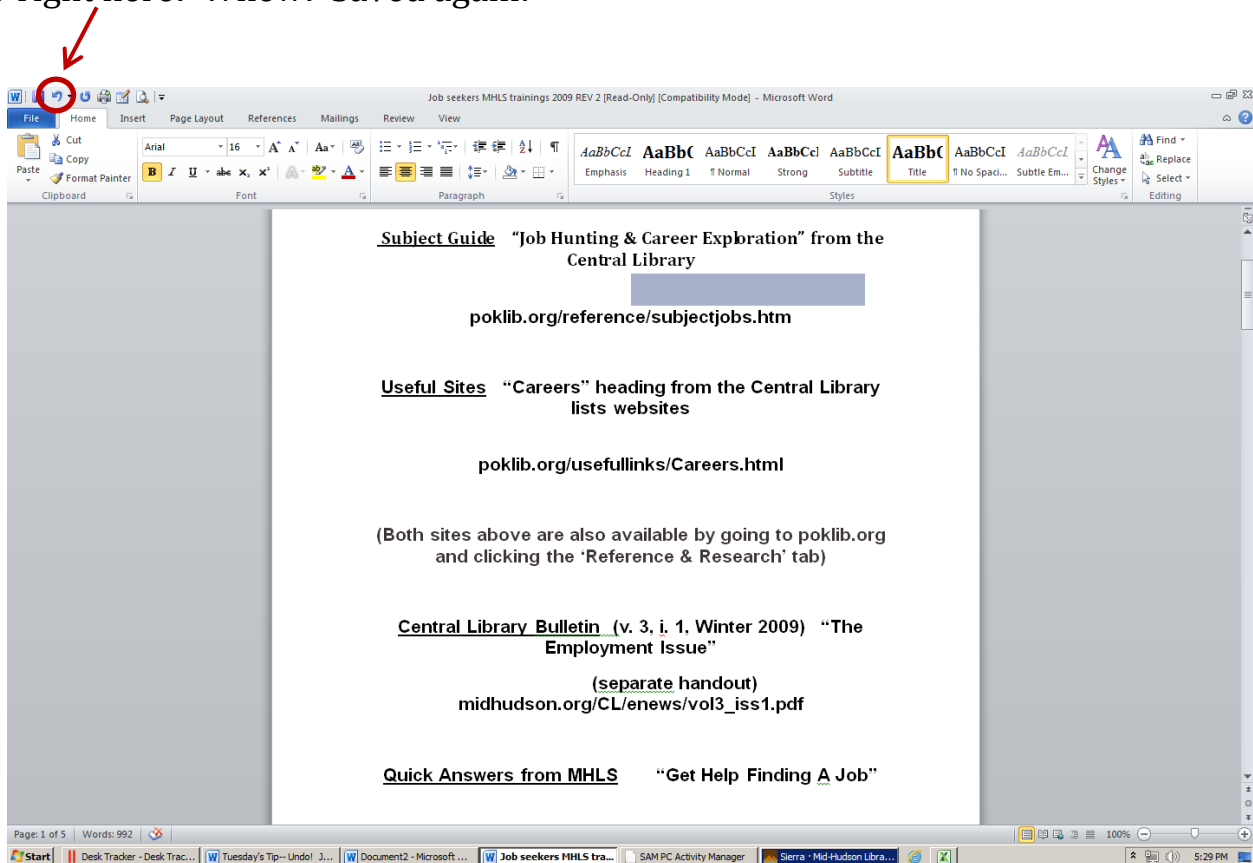 right here. Whew! Saved again!
Job seekers MHLS trainings 2009 REV 2 [Read-Only] [Compatibility Mode] - Microsoft Word
File Home Insert Page Layout References Mailings Review View
Cut
Copy
Format Painter
Paste
Clipboard
Arial 16
Font
Paragraph
AaBbCcI AaBb( AaBbCcI AaBbCcl AaBbCcI AaBb( AaBbCcI AaBbCcI
Emphasis Heading 1 ¶ Normal Strong Subtitle Title ¶ No Spaci... Subtle Em...
Change Styles
Styles
Find
Replace
Select
Editing
Subject Guide “Job Hunting & Career Exploration” from the
Central Library
poklib.org/reference/subjectjobs.htm
Useful Sites “Careers” heading from the Central Library
lists websites
poklib.org/usefullinks/Careers.html
(Both sites above are also available by going to poklib.org
and clicking the ‘Reference & Research’ tab)
Central Library Bulletin (v. 3, i. 1, Winter 2009) “The
Employment Issue”
(separate handout)
midhudson.org/CL/enews/vol3_iss1.pdf
Quick Answers from MHLS “Get Help Finding A Job”
Page: 1 of 5 Words: 992 100%
Start Desk Tracker - Desk Trac... Tuesday's Tip-- Undo! J... Document2 - Microsoft ... Job seekers MHLS tra... SAM PC Activity Manager Sierra · Mid-Hudson Libra... 5:29 PM